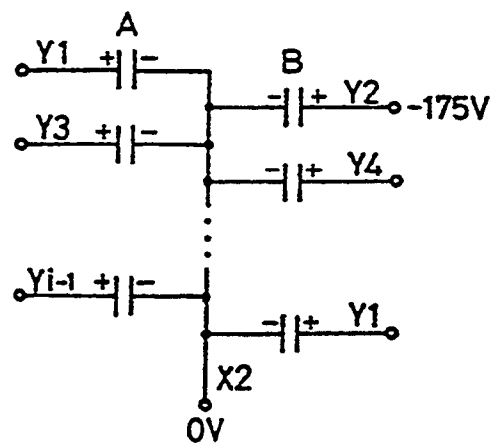 A
Y1 + -
B
- + Y2 -175V
Y3 + -
- + Y4
Yi-1 + -
- + Y1
X2
0V